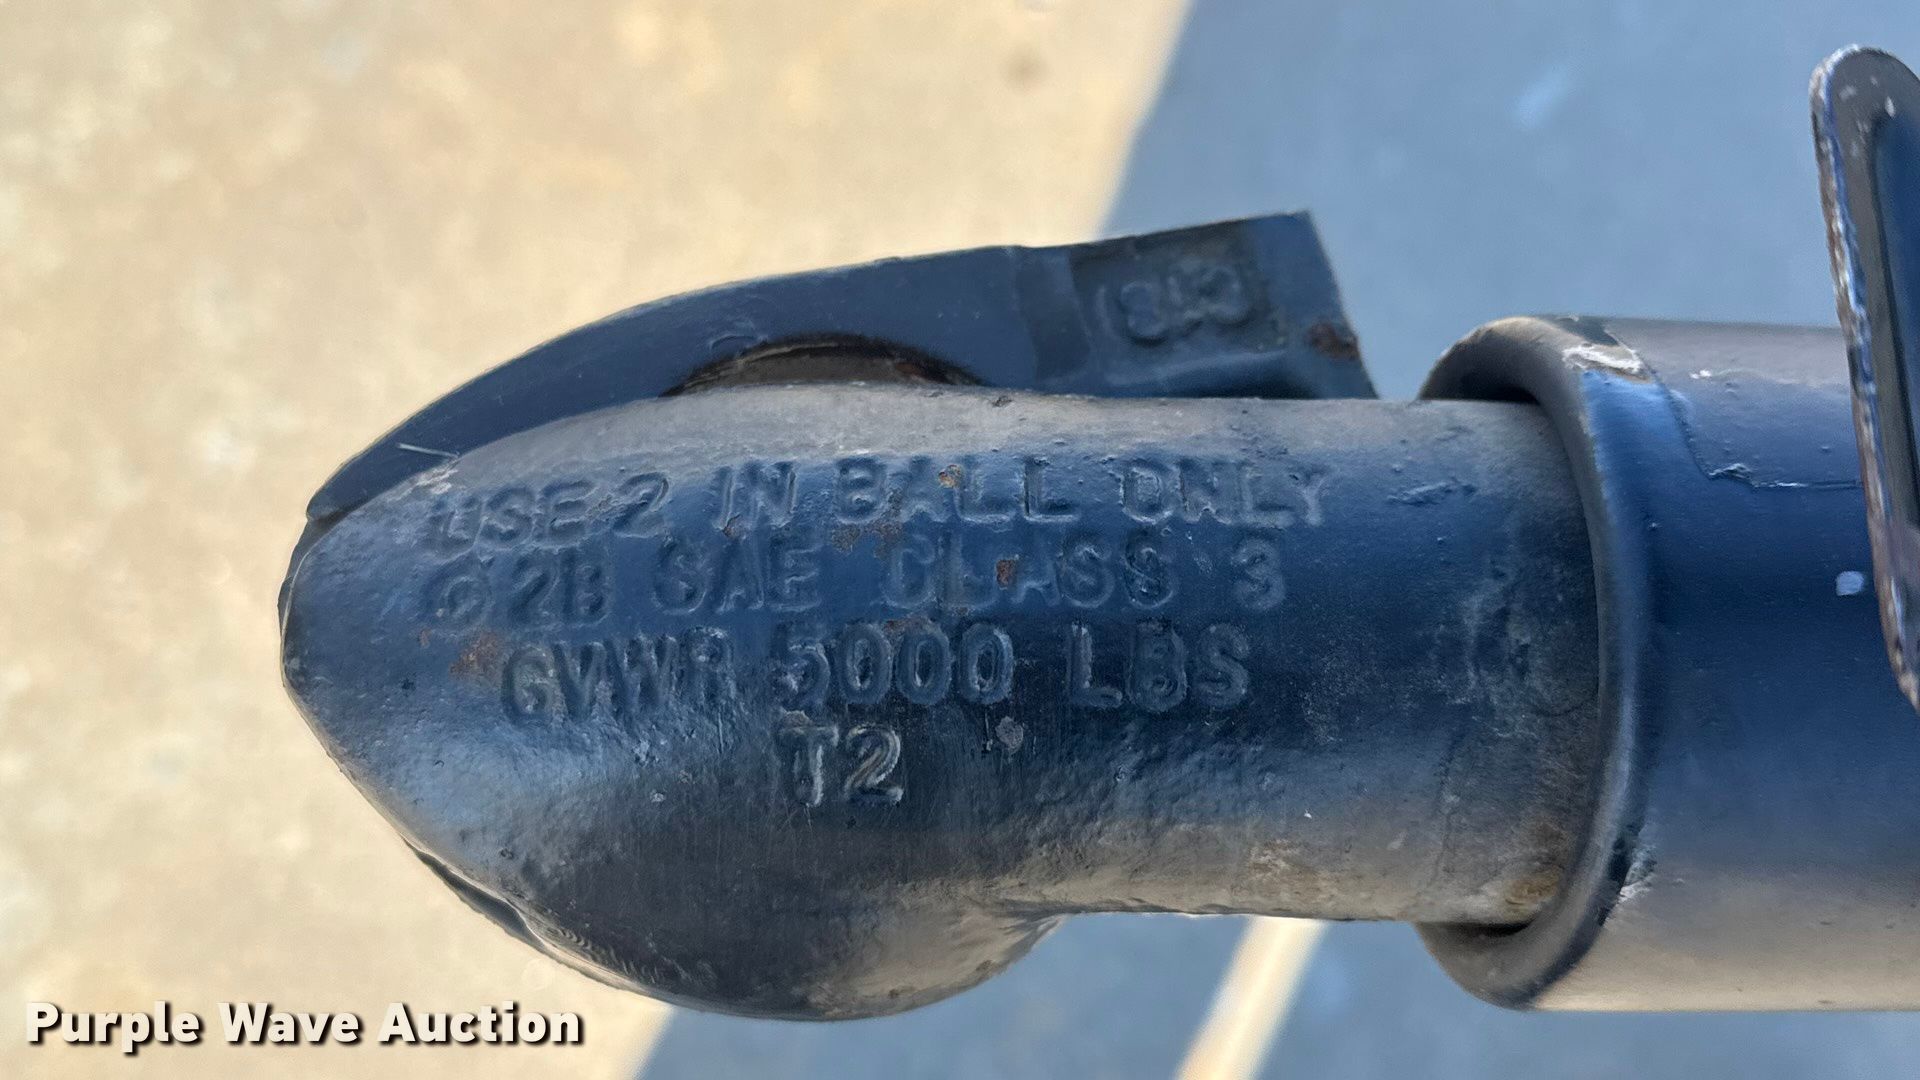 USE 2 IN BALL ONLY
©2B SAE CLASS 3
GVWR 5000 LBS
T2
Purple Wave Auction